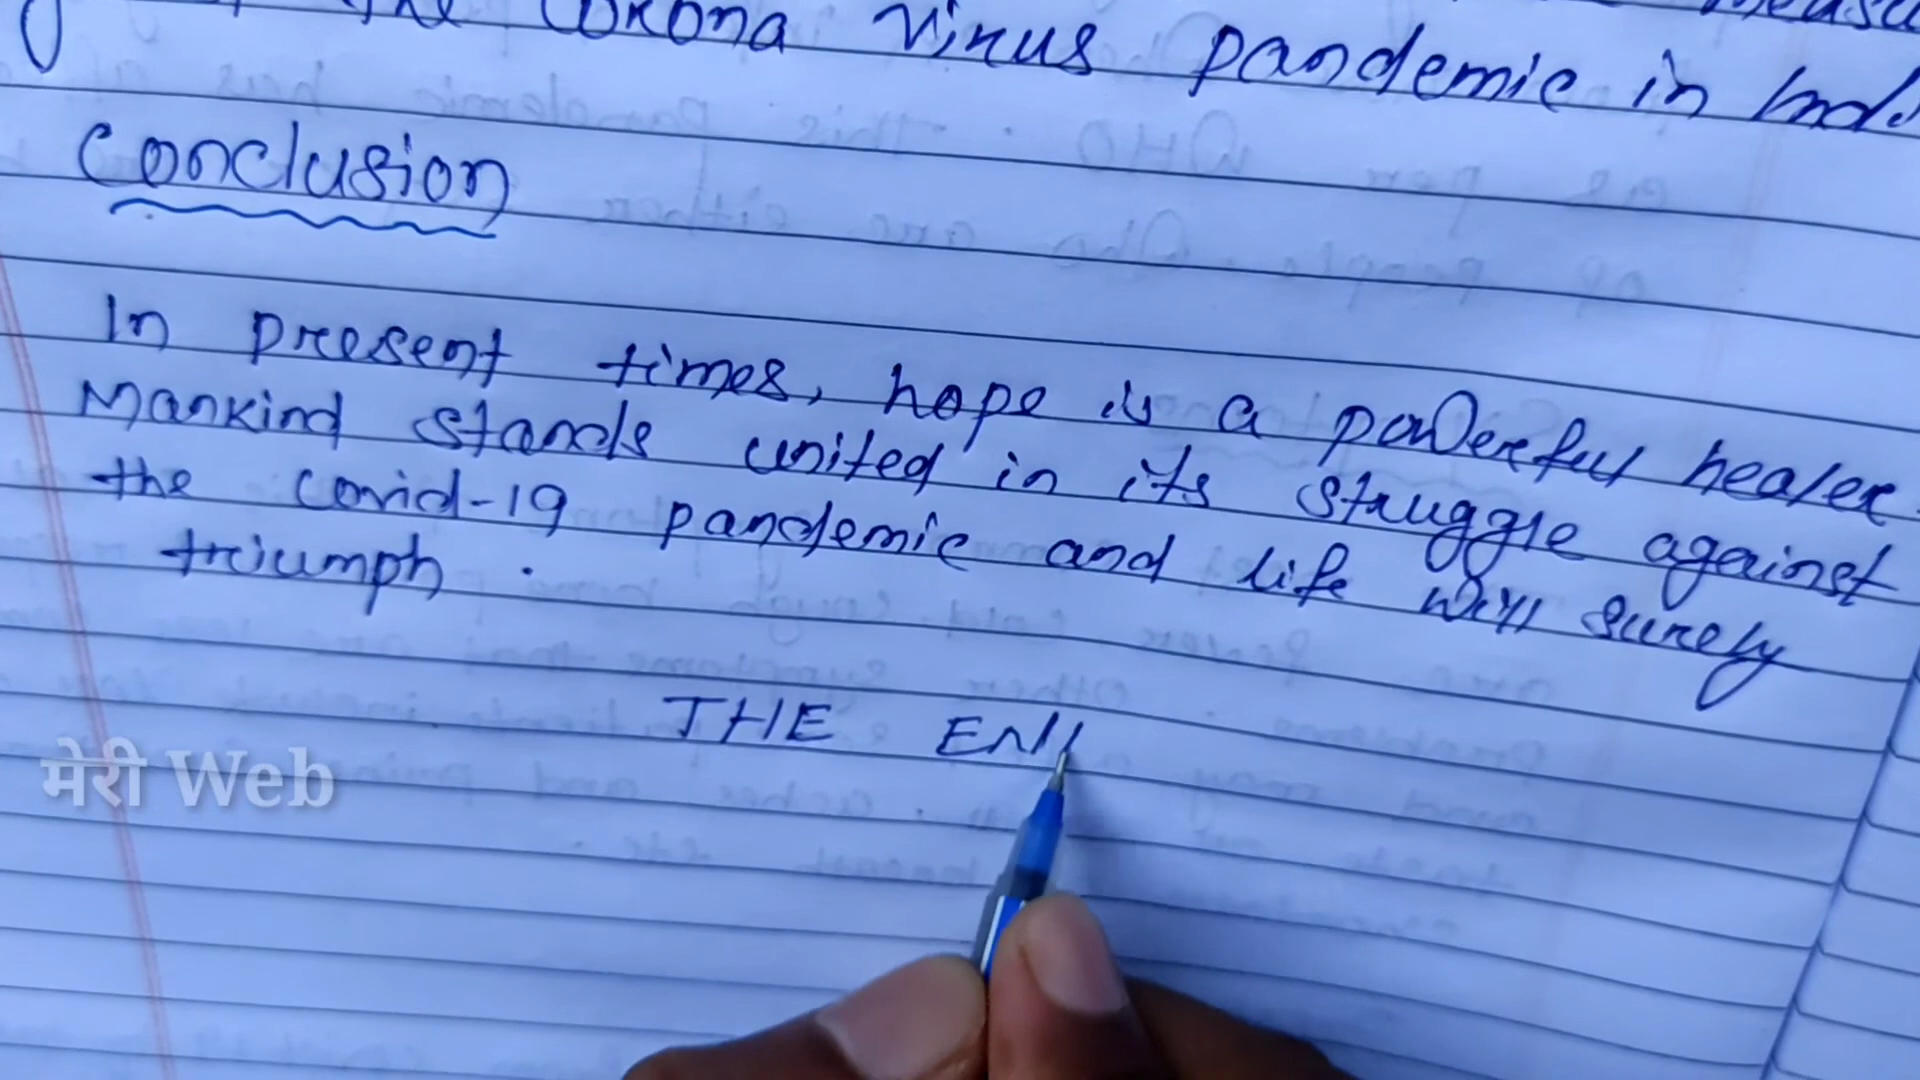 the Corona Virus pandemic in
Conclusion
In present times, hope is a powerful healer.
Mankind stands united in its struggle against
the covid-19 pandemic and life will surely
triumph.
THE EN
मेरी Web